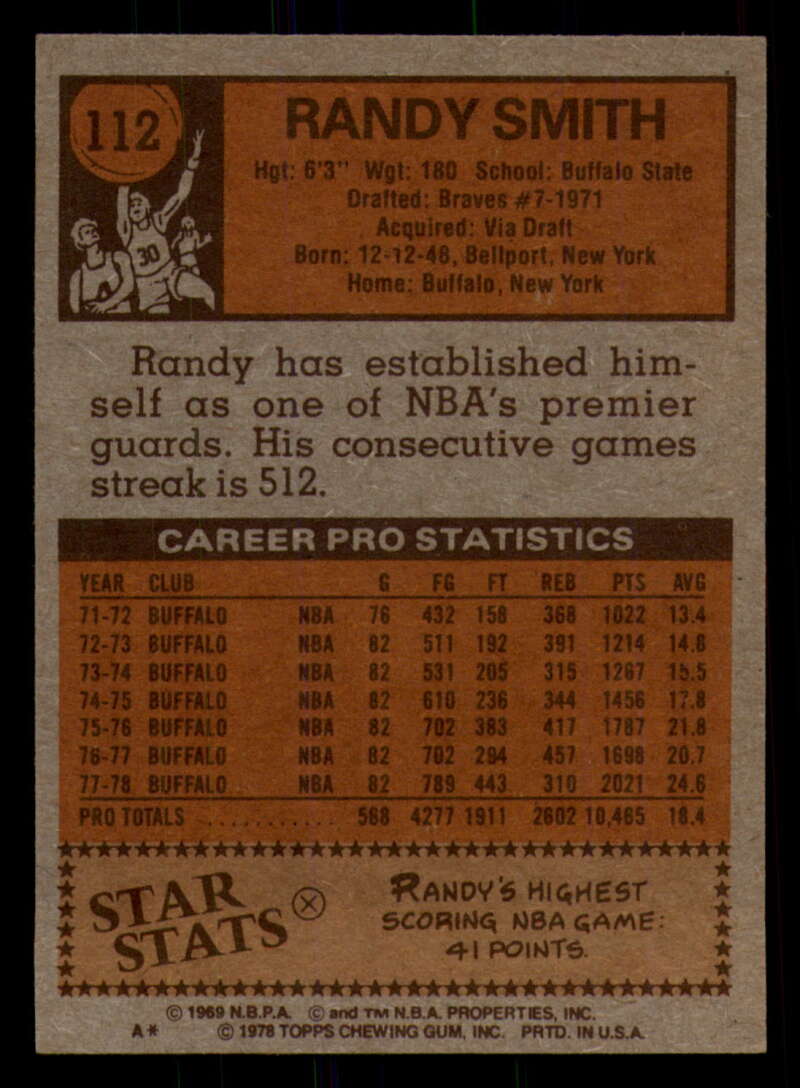 112
RANDY SMITH
Hgt: 6'3" Wgt: 180 School: Buffalo State
Drafted: Braves #7-1971
Acquired: Via Draft
Born: 12-12-48, Bellport, New York
Home: Buffalo, New York
30
Randy has established him-
self as one of NBA's premier
guards. His consecutive games
streak is 512.
CAREER PRO STATISTICS
YEAR CLUB G FG FT REB PTS AVG
71-72 BUFFALO NBA 76 432 158 368 1022 13.4
72-73 BUFFALO NBA 82 511 192 391 1214 14.8
73-74 BUFFALO NBA 82 531 205 315 1267 15.5
74-75 BUFFALO NBA 82 610 236 344 1456 17.8
75-76 BUFFALO NBA 82 702 383 417 1787 21.8
76-77 BUFFALO NBA 82 702 294 457 1698 20.7
77-78 BUFFALO NBA 82 789 443 310 2021 24.6
PRO TOTALS ............ 568 4277 1911 2602 10,465 18.4
STAR
STATS
RANDY'S HIGHEST
SCORING NBA GAME:
41 POINTS.
© 1969 N.B.P.A. © and TM N.B.A. PROPERTIES, INC.
A* © 1978 TOPPS CHEWING GUM, INC. PRTD. IN U.S.A.